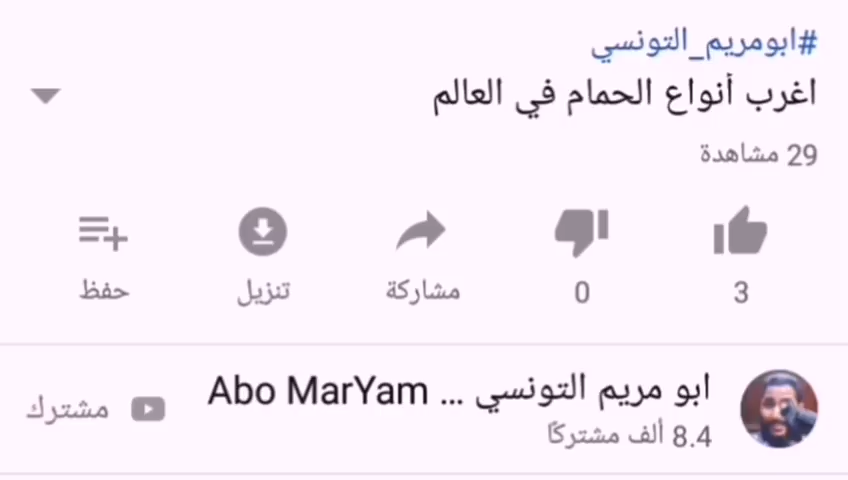 #ابومريم_التونسي
اغرب أنواع الحمام في العالم
29 مشاهدة
3
0
مشاركة
تنزيل
حفظ
ابو مريم التونسي ... Abo MarYam
8.4 ألف مشتركًا
مشترك